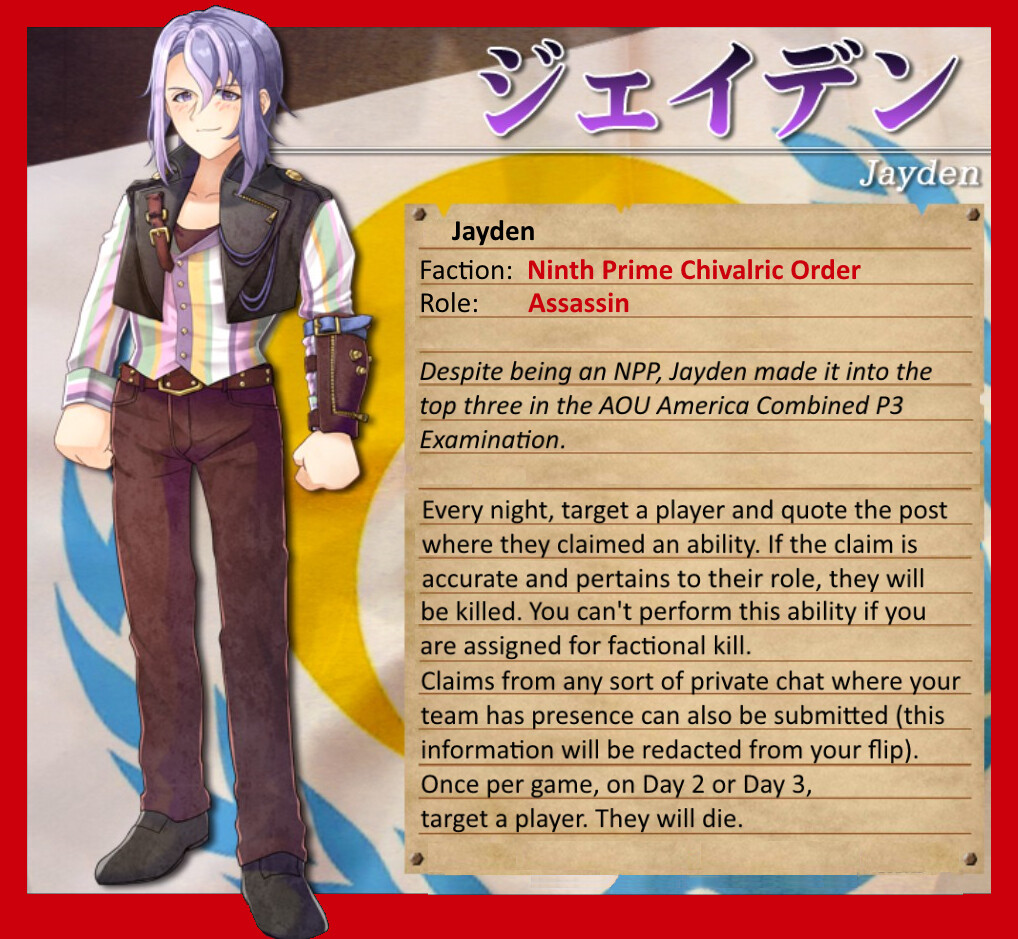 ジェイデン
Jayden
Jayden
Faction: Ninth Prime Chivalric Order
Role: Assassin
Despite being an NPP, Jayden made it into the
top three in the AOU America Combined P3
Examination.
Every night, target a player and quote the post
where they claimed an ability. If the claim is
accurate and pertains to their role, they will
be killed. You can't perform this ability if you
are assigned for factional kill.
Claims from any sort of private chat where your
team has presence can also be submitted (this
information will be redacted from your flip).
Once per game, on Day 2 or Day 3,
target a player. They will die.